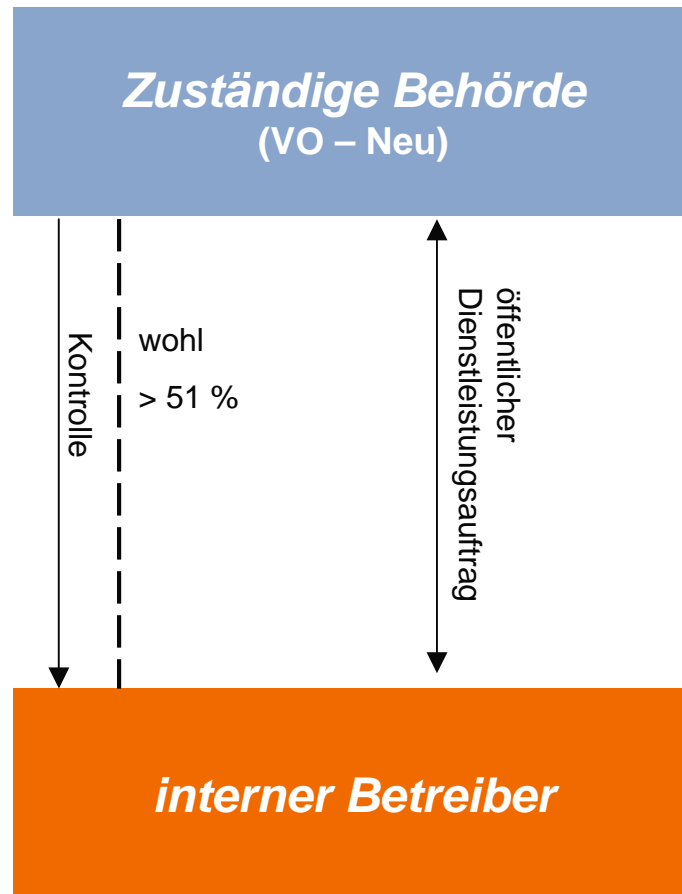 Zuständige Behörde
(VO – Neu)
Kontrolle
wohl
> 51 %
öffentlicher
Dienstleistungsauftrag
interner Betreiber